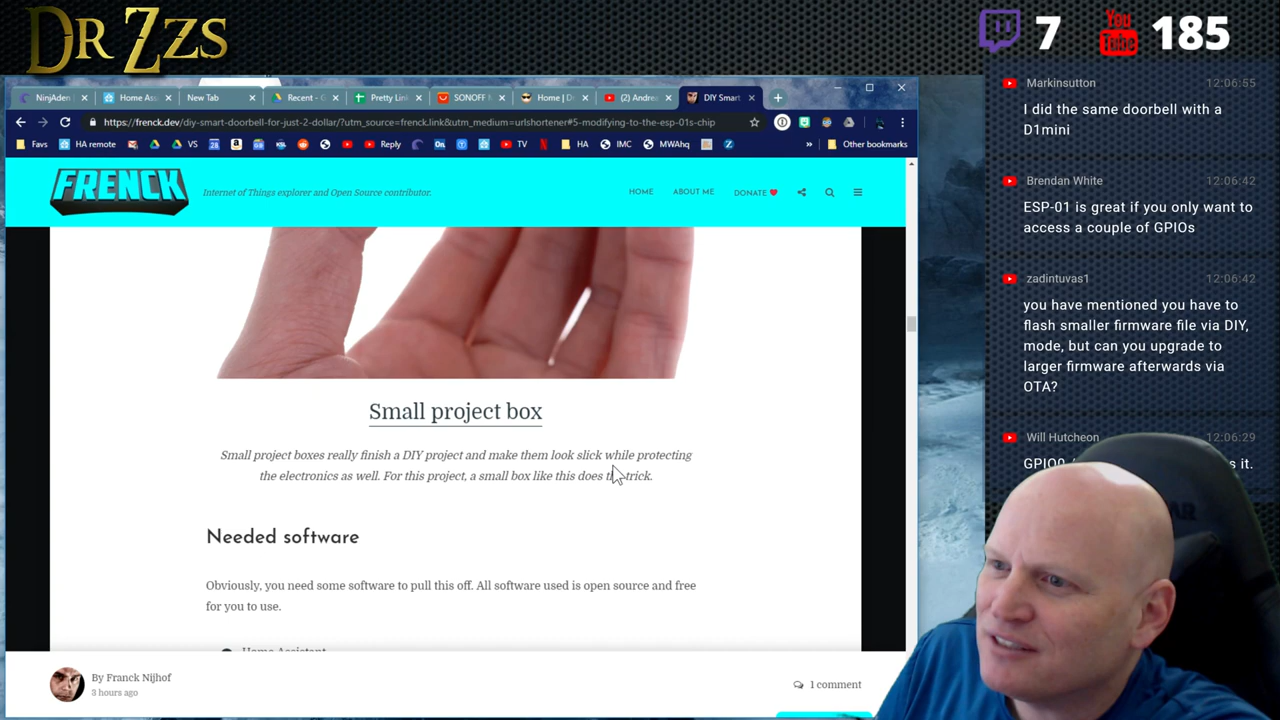 DR ZZS
7
You Tube
185
NinjAden
Home Ass
New Tab
Recent - G
Pretty Lin
SONOFF
Home | D
(2) Andre
DIY Smart
https://frenck.dev/diy-smart-doorbell-for-just-2-dollar/?utm_source=frenck.link&utm_medium=urlshortener#5-modifying-to-the-esp-01s-chip
Favs
HA remote
VS
28
Reply
On
TV
HA
IMC
MWAhq
Other bookmarks
FRENCK
Internet of Things explorer and Open Source contributor.
HOME
ABOUT ME
DONATE
Small project box
Small project boxes really finish a DIY project and make them look slick while protecting
the electronics as well. For this project, a small box like this does the trick.
Needed software
Obviously, you need some software to pull this off. All software used is open source and free
for you to use.
Home Assistant
By Franck Nijhof
3 hours ago
1 comment
Markinsutton
12:06:55
I did the same doorbell with a
D1mini
Brendan White
12:06:42
ESP-01 is great if you only want to
access a couple of GPIOs
zadintuvas1
12:06:42
you have mentioned you have to
flash smaller firmware file via DIY,
mode, but can you upgrade to
larger firmware afterwards via
OTA?
Will Hutcheon
12:06:29
GPIO0
it.